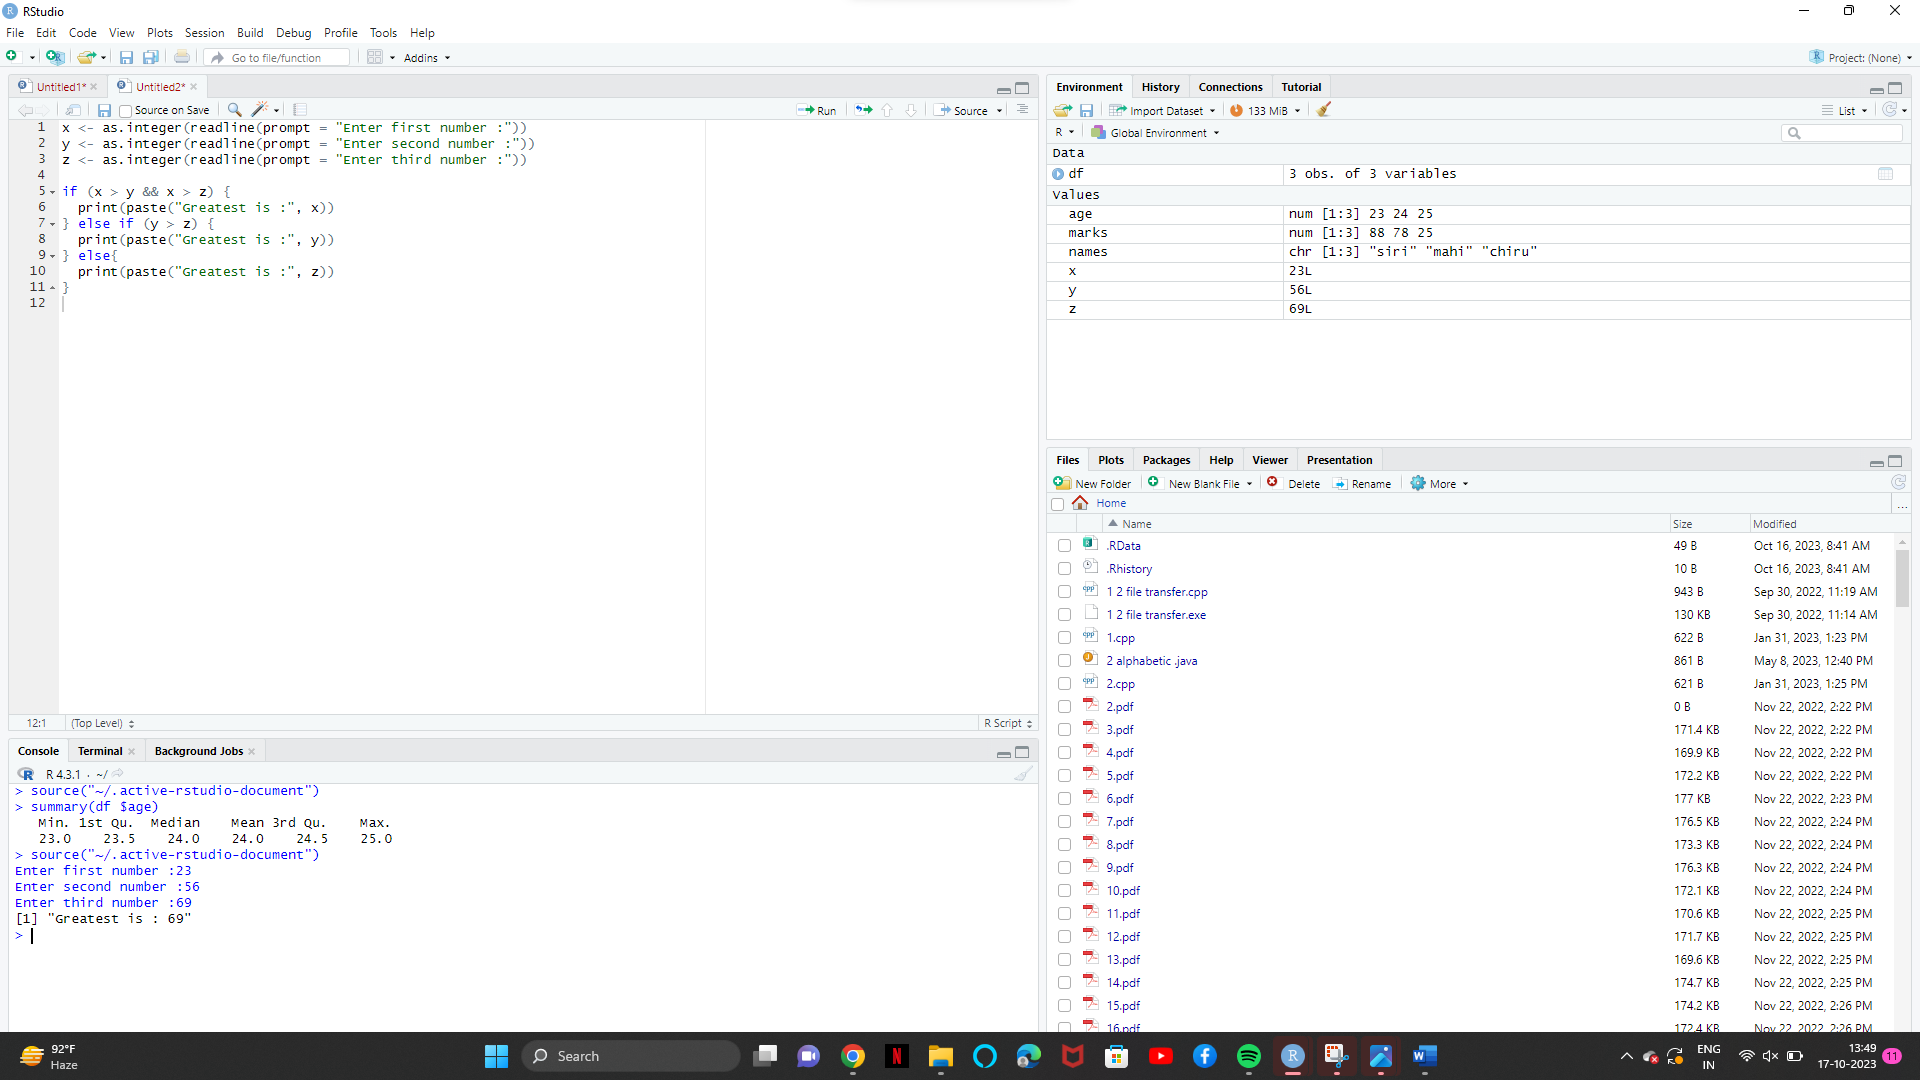 RStudio
File Edit Code View Plots Session Build Debug Profile Tools Help
Go to file/function Addins Project: (None)
Untitled1* Untitled2*
Source on Save Run Source
1 x <- as.integer(readline(prompt = "Enter first number :"))
2 y <- as.integer(readline(prompt = "Enter second number :"))
3 z <- as.integer(readline(prompt = "Enter third number :"))
4
5 if (x > y && x > z) {
6 print(paste("Greatest is :", x))
7 } else if (y > z) {
8 print(paste("Greatest is :", y))
9 } else{
10 print(paste("Greatest is :", z))
11 }
12
12:1 (Top Level) R Script
Console Terminal Background Jobs
R 4.3.1 · ~/
> source("~/.active-rstudio-document")
> summary(df $age)
Min. 1st Qu. Median Mean 3rd Qu. Max.
23.0 23.5 24.0 24.0 24.5 25.0
> source("~/.active-rstudio-document")
Enter first number :23
Enter second number :56
Enter third number :69
[1] "Greatest is : 69"
>
Environment History Connections Tutorial
Import Dataset 133 MiB List
R Global Environment
Data
df 3 obs. of 3 variables
Values
age num [1:3] 23 24 25
marks num [1:3] 88 78 25
names chr [1:3] "siri" "mahi" "chiru"
x 23L
y 56L
z 69L
Files Plots Packages Help Viewer Presentation
New Folder New Blank File Delete Rename More
Home ...
Name Size Modified
.RData 49 B Oct 16, 2023, 8:41 AM
.Rhistory 10 B Oct 16, 2023, 8:41 AM
1 2 file transfer.cpp 943 B Sep 30, 2022, 11:19 AM
1 2 file transfer.exe 130 KB Sep 30, 2022, 11:14 AM
1.cpp 622 B Jan 31, 2023, 1:23 PM
2 alphabetic .java 861 B May 8, 2023, 12:40 PM
2.cpp 621 B Jan 31, 2023, 1:25 PM
2.pdf 0 B Nov 22, 2022, 2:22 PM
3.pdf 171.4 KB Nov 22, 2022, 2:22 PM
4.pdf 169.9 KB Nov 22, 2022, 2:22 PM
5.pdf 172.2 KB Nov 22, 2022, 2:22 PM
6.pdf 177 KB Nov 22, 2022, 2:23 PM
7.pdf 176.5 KB Nov 22, 2022, 2:24 PM
8.pdf 173.3 KB Nov 22, 2022, 2:24 PM
9.pdf 176.3 KB Nov 22, 2022, 2:24 PM
10.pdf 172.1 KB Nov 22, 2022, 2:24 PM
11.pdf 170.6 KB Nov 22, 2022, 2:25 PM
12.pdf 171.7 KB Nov 22, 2022, 2:25 PM
13.pdf 169.6 KB Nov 22, 2022, 2:25 PM
14.pdf 174.7 KB Nov 22, 2022, 2:25 PM
15.pdf 174.2 KB Nov 22, 2022, 2:26 PM
16.pdf 172.4 KB Nov 22, 2022, 2:26 PM
92°F
Haze
Search
ENG
IN
13:49
17-10-2023
11